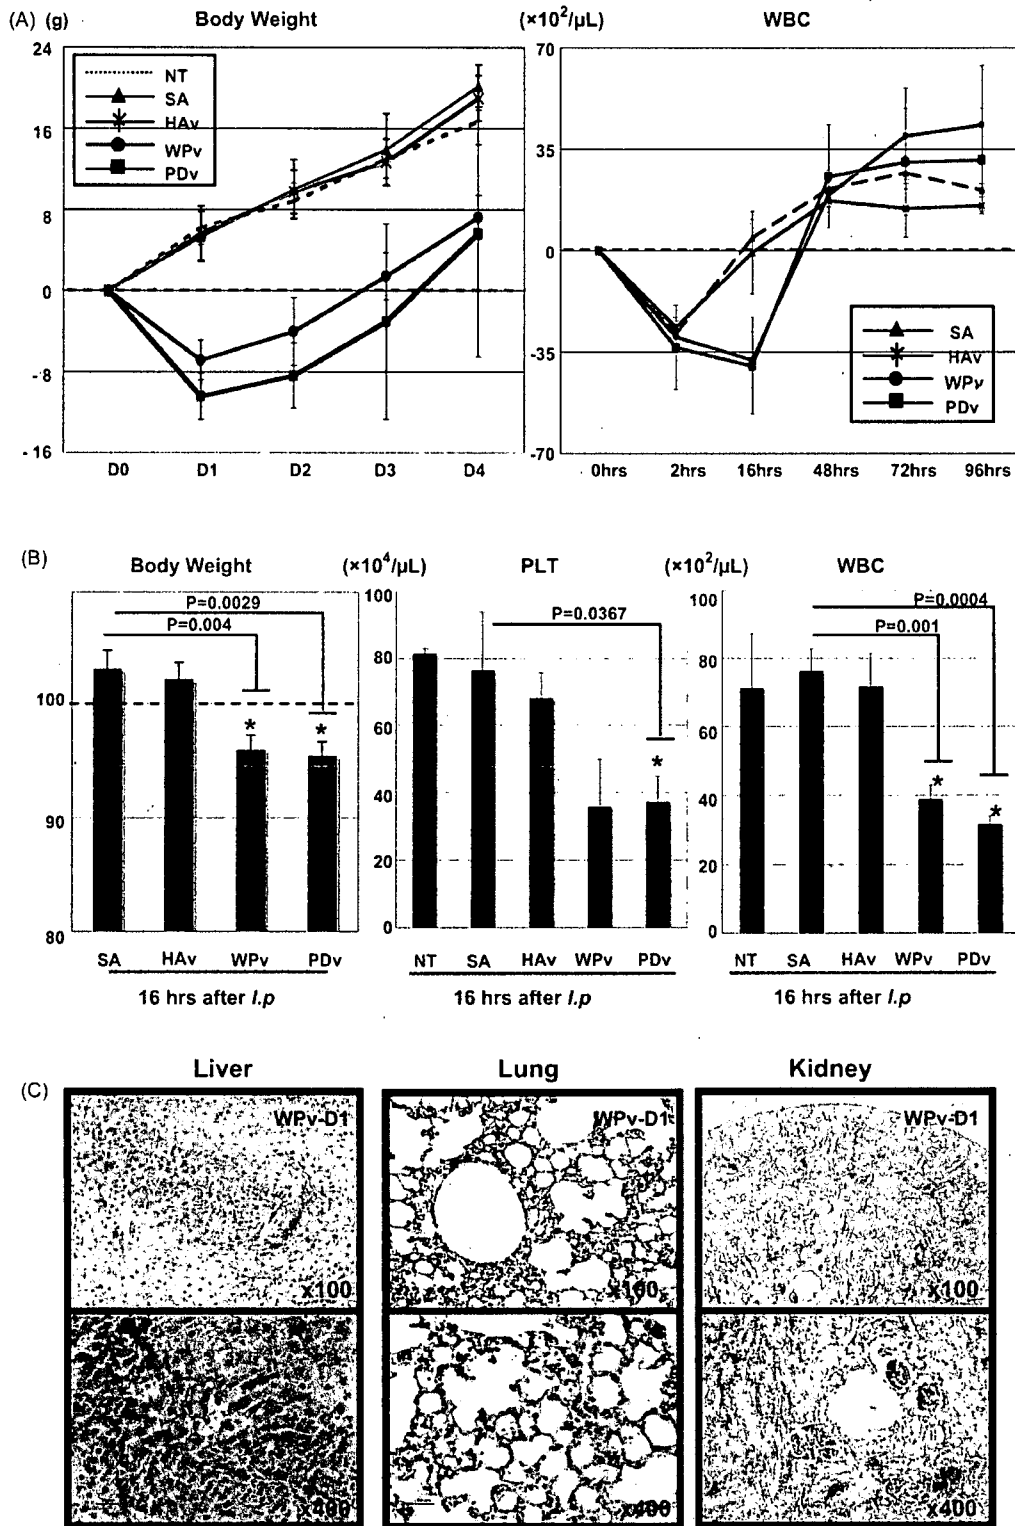 (A) (g) Body Weight (×10²/µL) WBC
24
16
8
0
-8
-16
NT
SA
HAv
WPv
PDv
D0 D1 D2 D3 D4
70
35
0
-35
-70
SA
HAv
WPv
PDv
0hrs 2hrs 16hrs 48hrs 72hrs 96hrs
(B) Body Weight (×10⁴/µL) PLT (×10²/µL) WBC
P=0.0029
P=0.004
100
90
80
* *
SA HAv WPv PDv
16 hrs after I.p
100
80
60
40
20
0
P=0.0367
*
NT SA HAv WPv PDv
16 hrs after I.p
100
80
60
40
20
0
P=0.0004
P=0.001
* *
NT SA HAv WPv PDv
16 hrs after I.p
(C) Liver Lung Kidney
WPv-D1 WPv-D1 WPv-D1
x100 x100 x100
x400 x400 x400